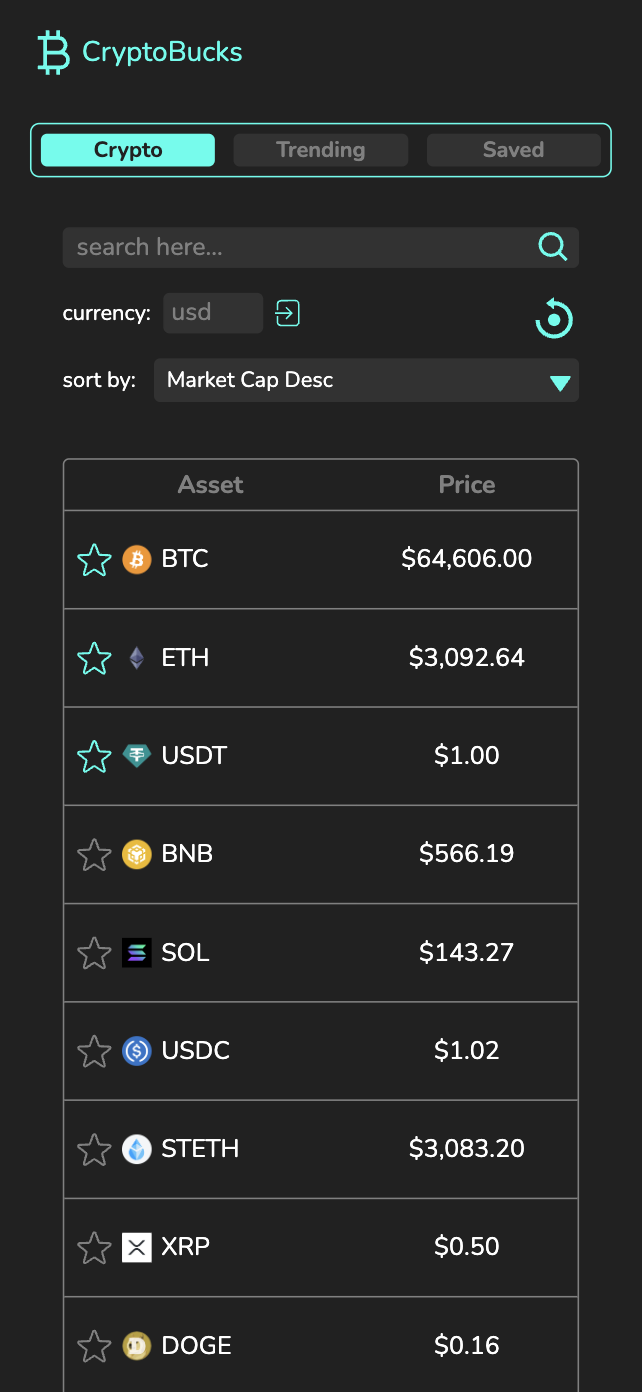 CryptoBucks
Crypto Trending Saved
search here...
currency: usd
sort by: Market Cap Desc
Asset Price
BTC $64,606.00
ETH $3,092.64
USDT $1.00
BNB $566.19
SOL $143.27
USDC $1.02
STETH $3,083.20
XRP $0.50
DOGE $0.16